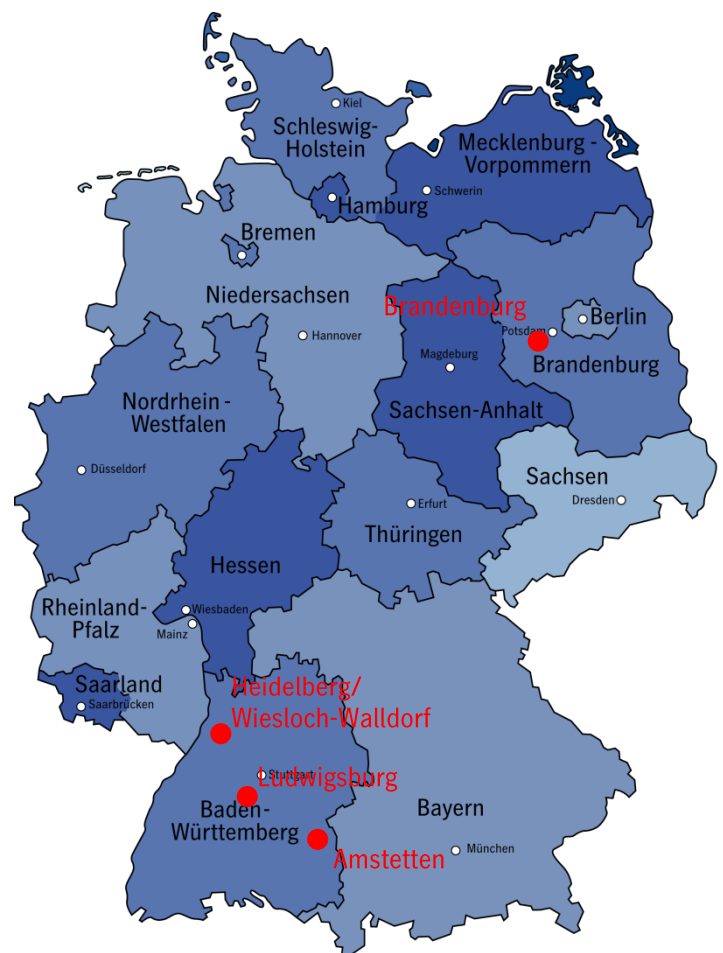 Kiel
Schleswig-
Holstein
Mecklenburg -
Vorpommern
Schwerin
Hamburg
Bremen
Niedersachsen
Brandenburg
Berlin
Potsdam
Hannover
Brandenburg
Magdeburg
Nordrhein -
Westfalen
Sachsen-Anhalt
Düsseldorf
Sachsen
Dresden
Erfurt
Thüringen
Hessen
Rheinland-
Pfalz
Wiesbaden
Mainz
Saarland
Saarbrücken
Heidelberg/
Wiesloch-Walldorf
Stuttgart
Ludwigsburg
Baden-
Württemberg
Bayern
München
Amstetten